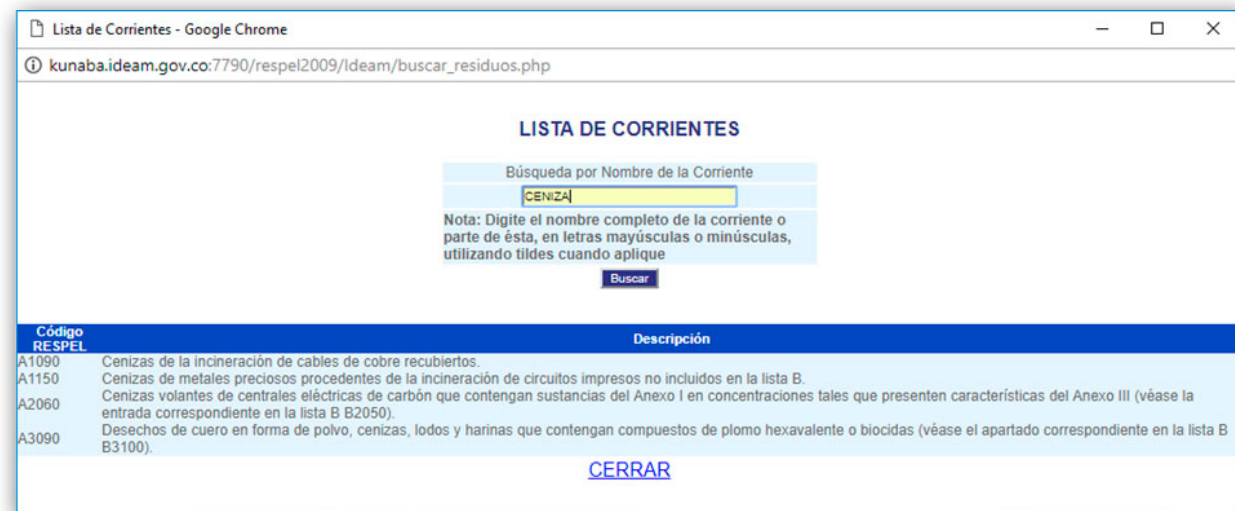 Lista de Corrientes - Google Chrome
kunaba.ideam.gov.co:7790/respel2009/Ideam/buscar_residuos.php
LISTA DE CORRIENTES
Búsqueda por Nombre de la Corriente
CENIZA
Nota: Digite el nombre completo de la corriente o
parte de ésta, en letras mayúsculas o minúsculas,
utilizando tildes cuando aplique
Buscar
Código RESPEL Descripción
A1090 Cenizas de la incineración de cables de cobre recubiertos.
A1150 Cenizas de metales preciosos procedentes de la incineración de circuitos impresos no incluidos en la lista B.
A2060 Cenizas volantes de centrales eléctricas de carbón que contengan sustancias del Anexo I en concentraciones tales que presenten características del Anexo III (véase la
entrada correspondiente en la lista B B2050).
A3090 Desechos de cuero en forma de polvo, cenizas, lodos y harinas que contengan compuestos de plomo hexavalente o biocidas (véase el apartado correspondiente en la lista B
B3100).
CERRAR